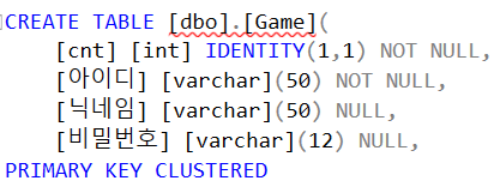 CREATE TABLE [dbo].[Game](
[cnt] [int] IDENTITY(1,1) NOT NULL,
[아이디] [varchar](50) NOT NULL,
[닉네임] [varchar](50) NULL,
[비밀번호] [varchar](12) NULL,
PRIMARY KEY CLUSTERED